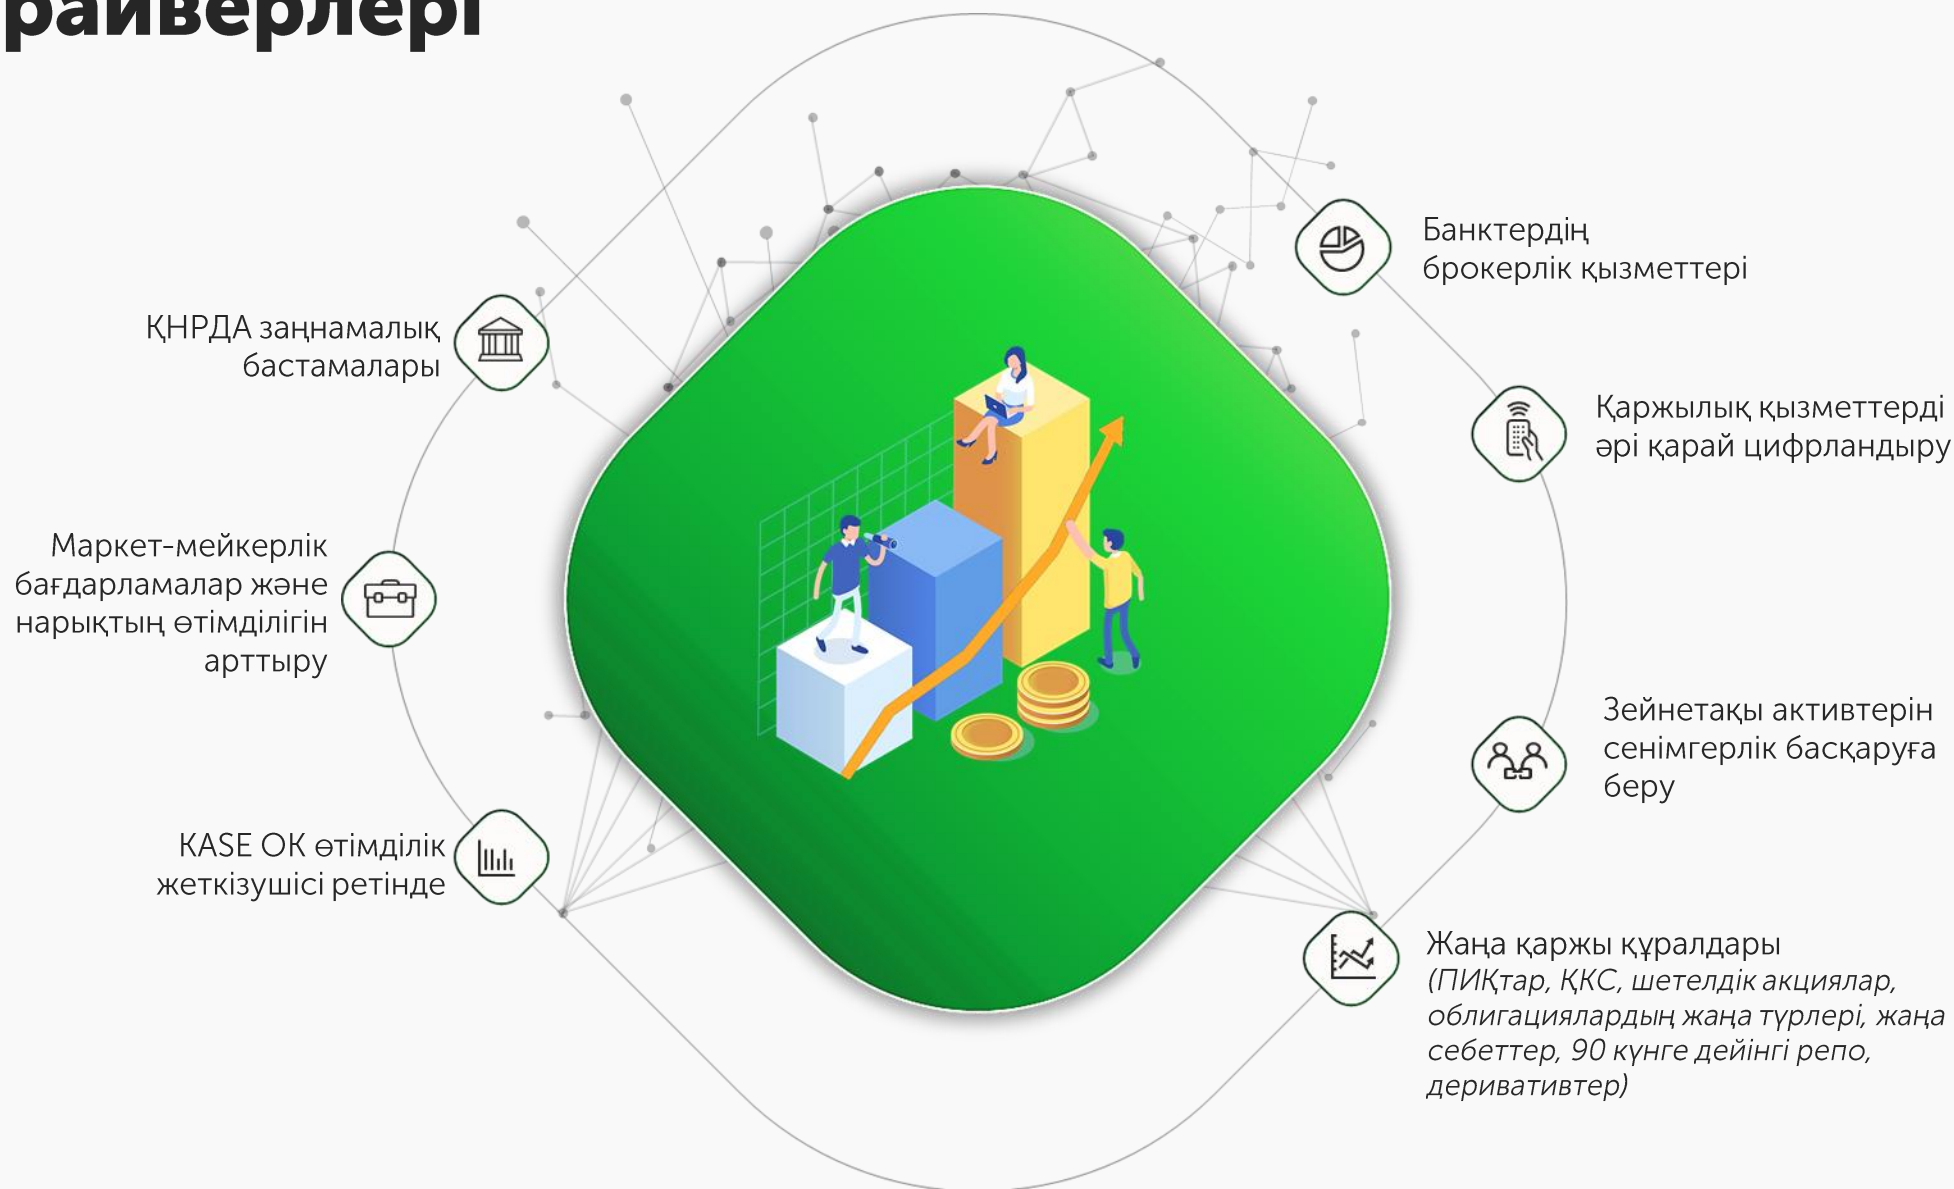 райверлері
ҚНРДА заңнамалық
бастамалары
Маркет-мейкерлік
бағдарламалар және
нарықтың өтімділігін
арттыру
KASE ОК өтімділік
жеткізушісі ретінде
Банктердің
брокерлік қызметтері
Қаржылық қызметтерді
әрі қарай цифрландыру
Зейнетақы активтерін
сенімгерлік басқаруға
беру
Жаңа қаржы құралдары
(ПИҚтар, ҚКС, шетелдік акциялар,
облигациялардың жаңа түрлері, жаңа
себеттер, 90 күнге дейінгі репо,
деривативтер)